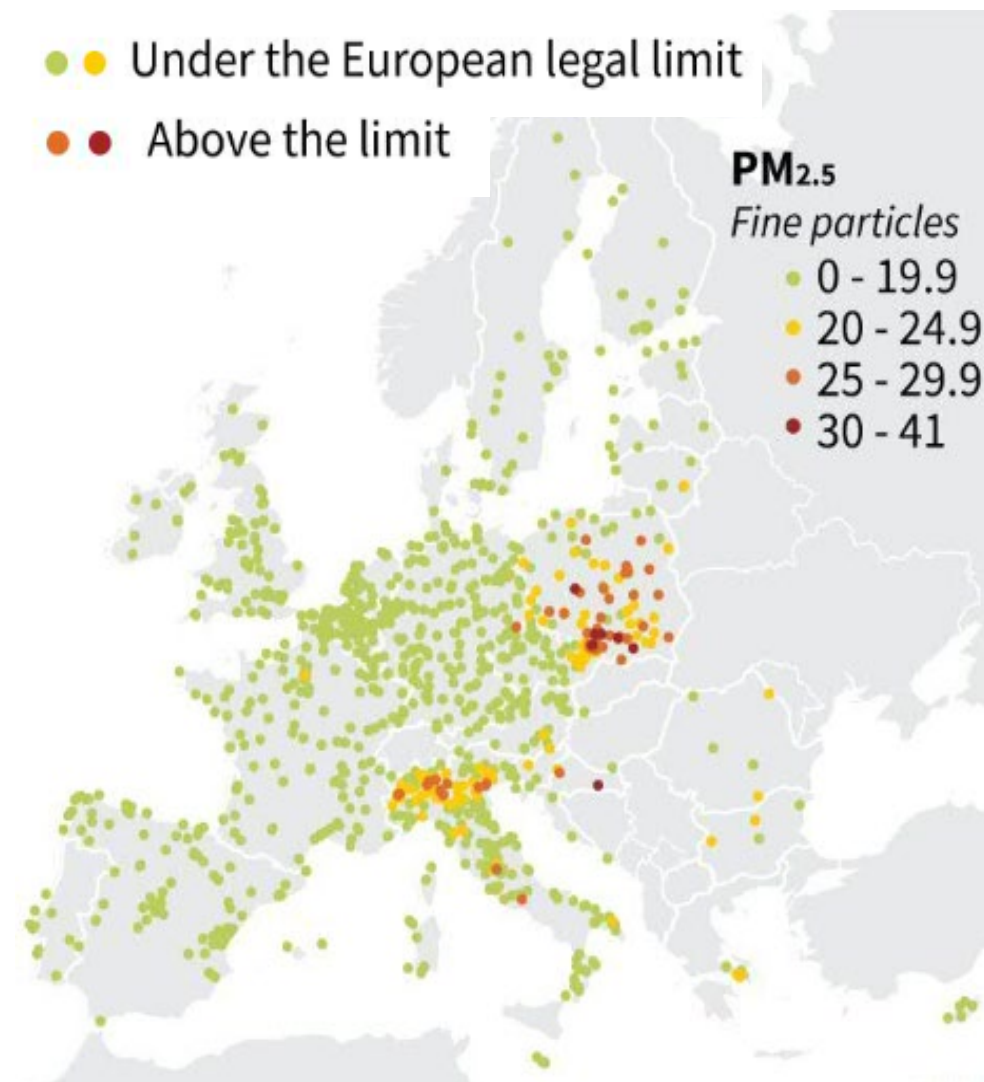 Under the European legal limit
Above the limit
PM2.5
Fine particles
0 - 19.9
20 - 24.9
25 - 29.9
30 - 41